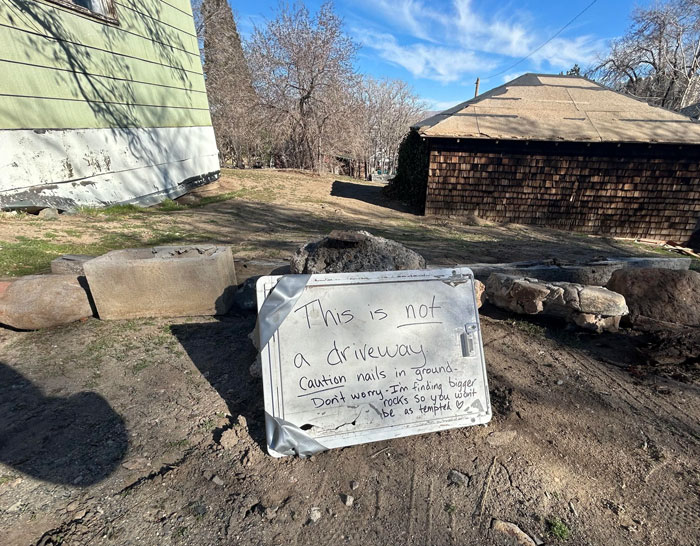 This is not
a driveway
Caution nails in ground.
Don't worry - I'm finding bigger
rocks so you won't
be as tempted ♡